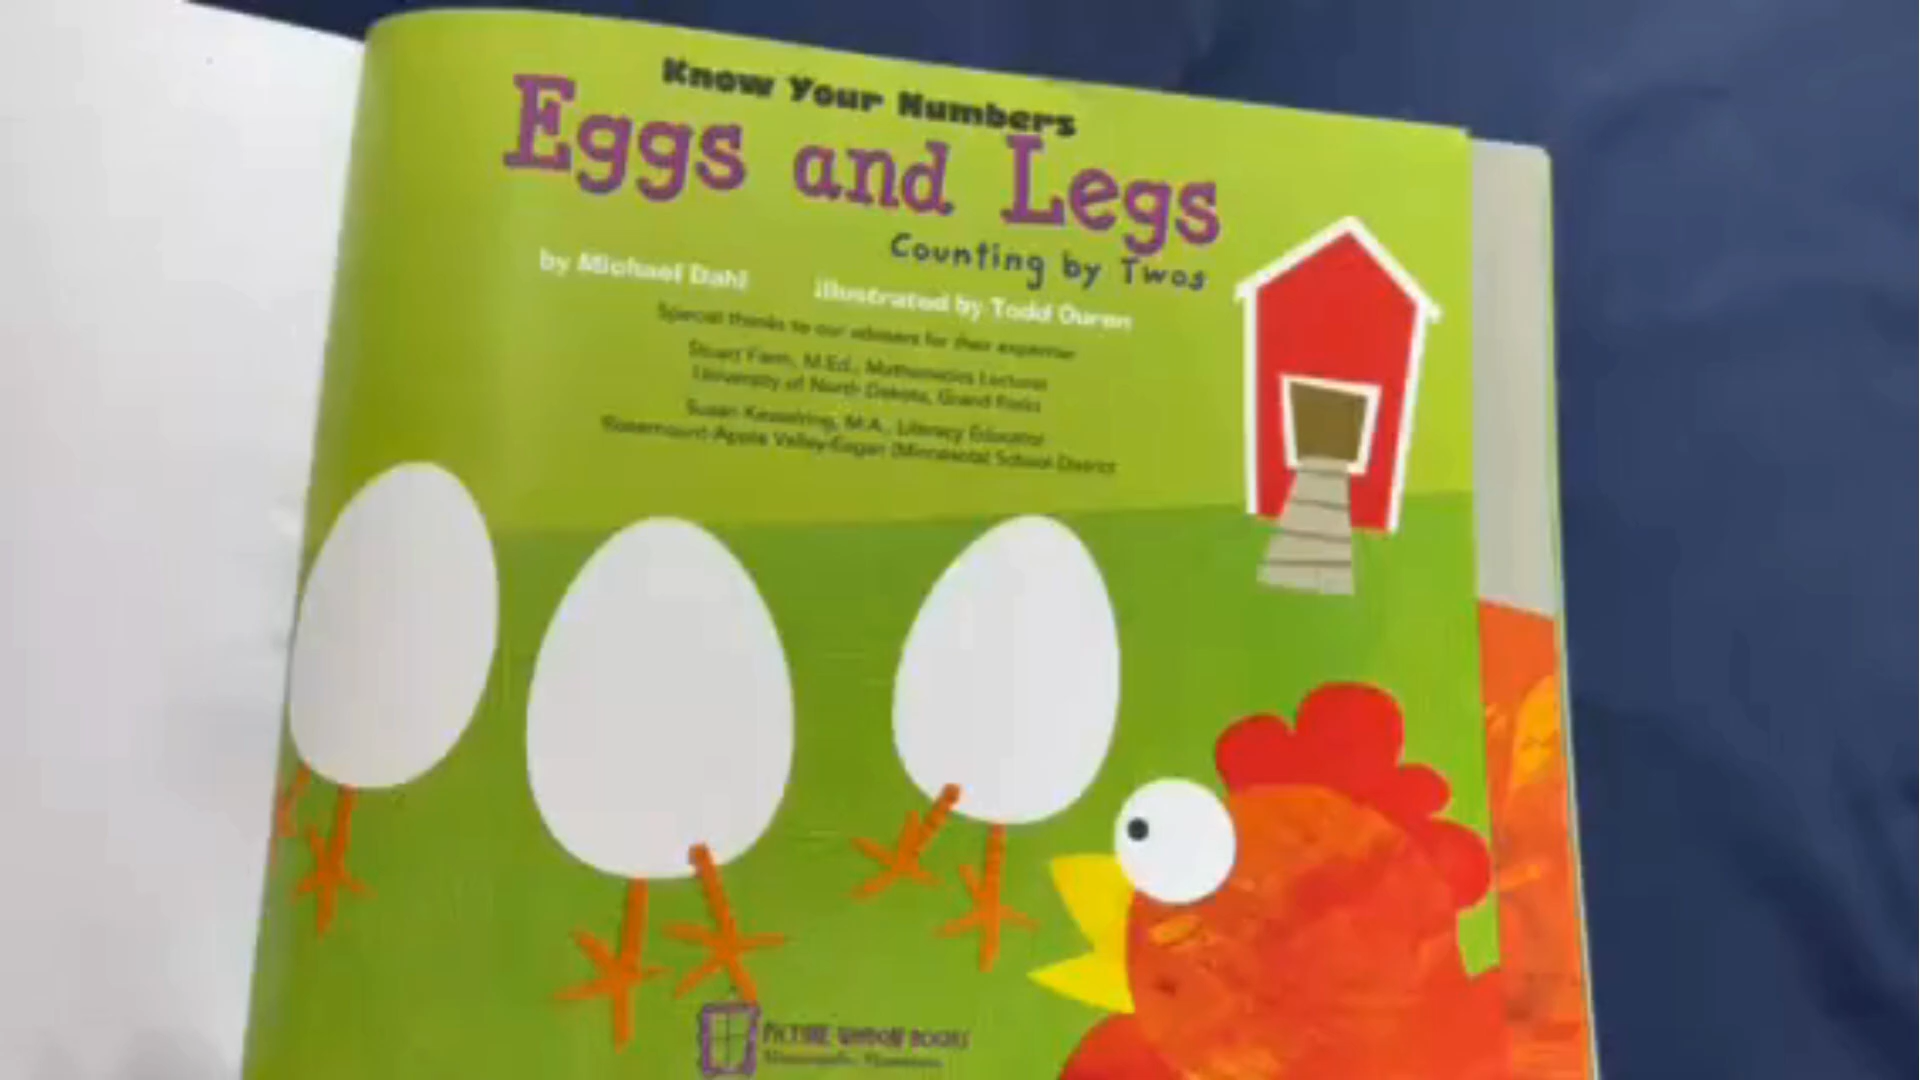 Know Your Numbers
Eggs and Legs
Counting by Twos
by Michael Dahl illustrated by Todd Ouren
Special thanks to our advisers for their expertise:
Stuart Farm, M.Ed., Mathematics Lecturer
University of North Dakota, Grand Forks
Susan Kesselring, M.A., Literacy Educator
Rosemount-Apple Valley-Eagan (Minnesota) School District
PICTURE WINDOW BOOKS
Minneapolis, Minnesota